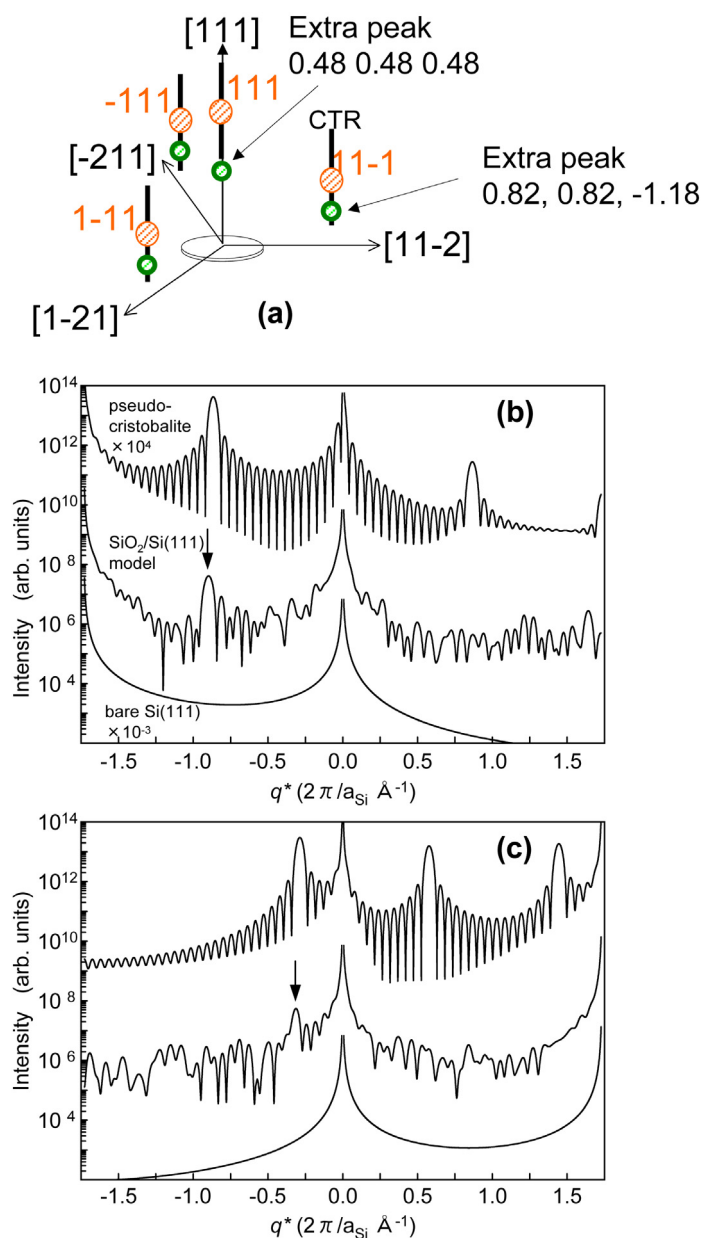 [111]
Extra peak
0.48 0.48 0.48
-111
111
CTR
[-211]
11-1
Extra peak
0.82, 0.82, -1.18
1-11
[11-2]
[1-21]
(a)
10^14
pseudo-
cristobalite
× 10^4
(b)
10^12
10^10
SiO₂/Si(111)
model
10^8
10^6
10^4
bare Si(111)
× 10^-3
Intensity (arb. units)
-1.5 -1.0 -0.5 0.0 0.5 1.0 1.5
q* (2π/a_Si Å^-1)
10^14
(c)
10^12
10^10
10^8
10^6
10^4
Intensity (arb. units)
-1.5 -1.0 -0.5 0.0 0.5 1.0 1.5
q* (2π/a_Si Å^-1)